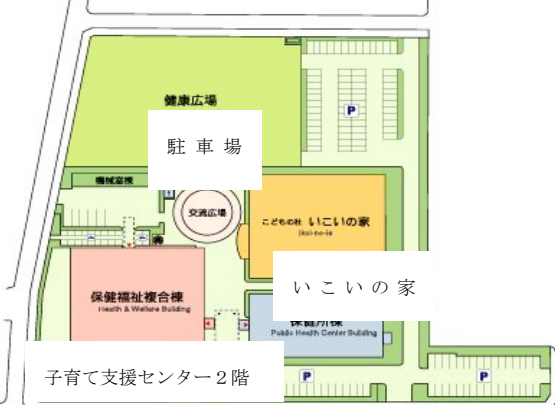 健康広場
P
駐車場
機械室棟
交流広場
こどもの杜 いこいの家
Ikoi-no-ie
いこいの家
保健福祉複合棟
Health & Welfare Building
保健所棟
Public Health Center Building
子育て支援センター２階
P
P